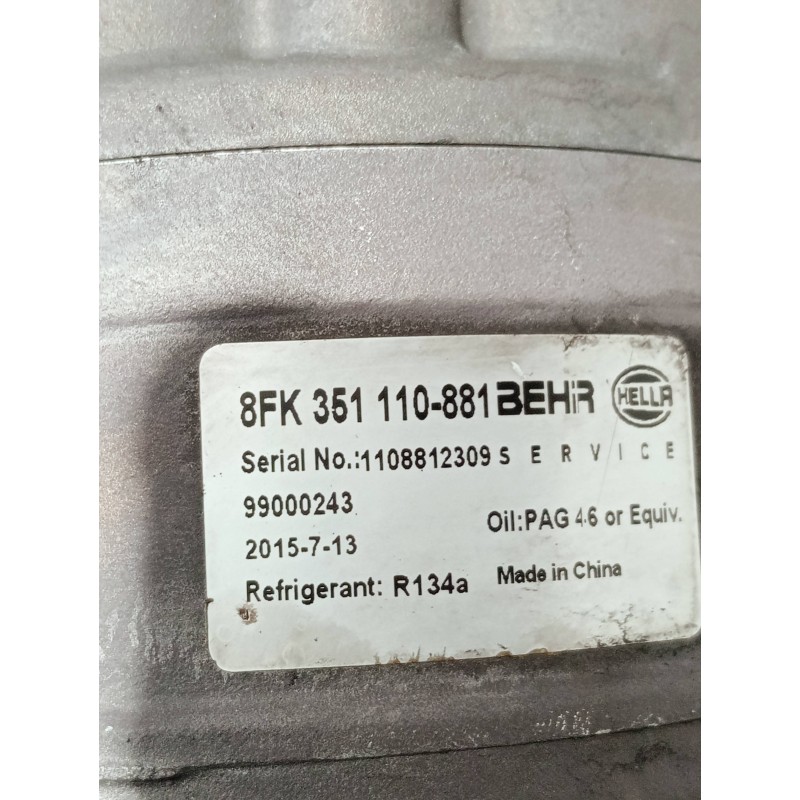 8FK 351 110-881 BEHR HELLA
Serial No.:1108812309 SERVICE
99000243
Oil:PAG 46 or Equiv.
2015-7-13
Refrigerant: R134a
Made in China